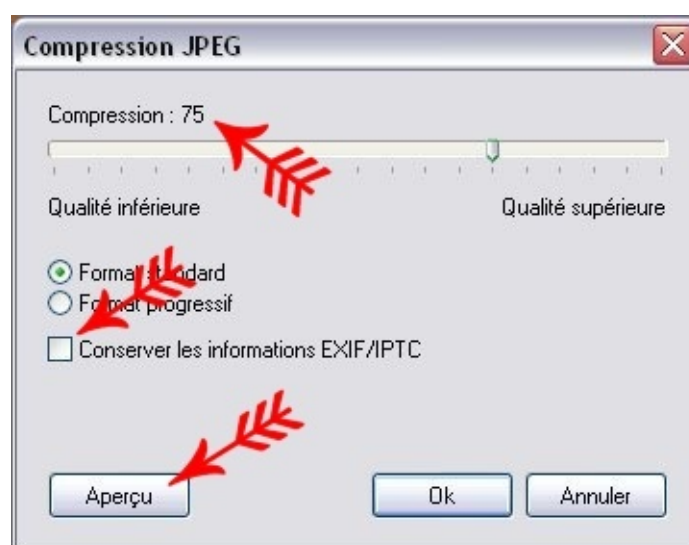 Compression JPEG
Compression : 75
Qualité inférieure Qualité supérieure
Format standard
Format progressif
Conserver les informations EXIF/IPTC
Aperçu Ok Annuler